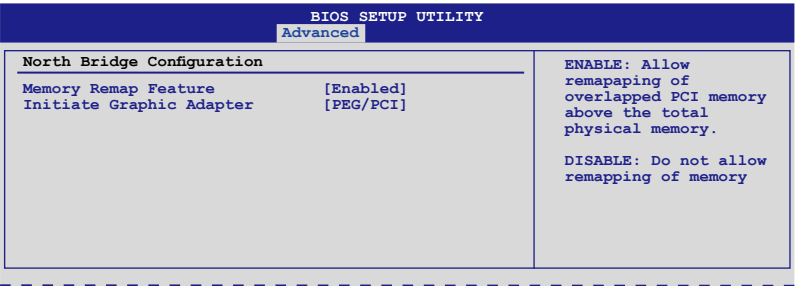 BIOS SETUP UTILITY
Advanced
North Bridge Configuration
Memory Remap Feature [Enabled]
Initiate Graphic Adapter [PEG/PCI]
ENABLE: Allow
remapaping of
overlapped PCI memory
above the total
physical memory.
DISABLE: Do not allow
remapping of memory